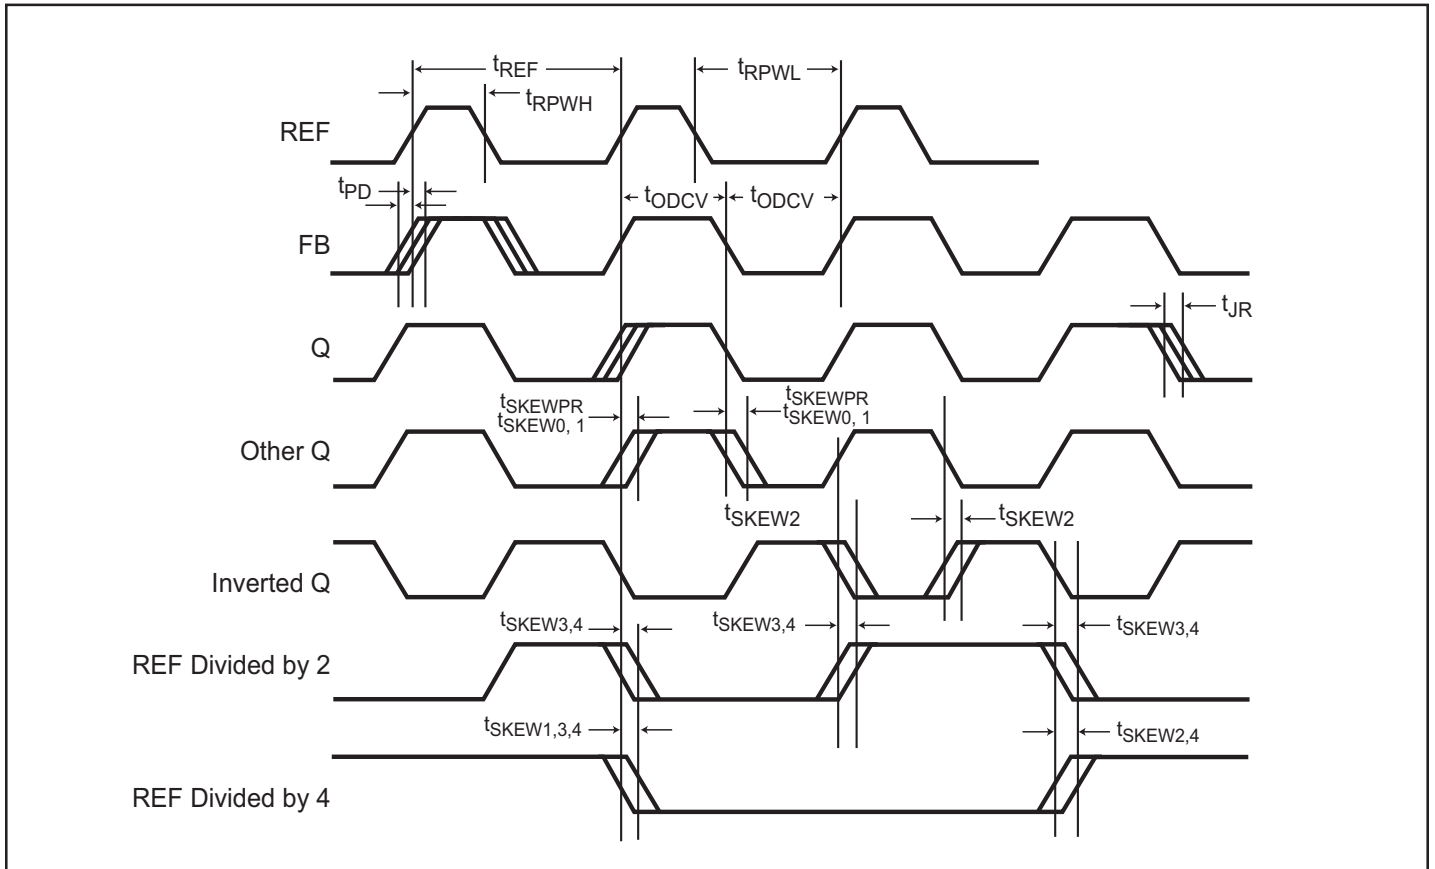 tREF
tRPWL
tRPWH
REF
tPD
tODCV
tODCV
FB
tJR
Q
tSKEWPR
tSKEW0, 1
tSKEWPR
tSKEW0, 1
Other Q
tSKEW2
tSKEW2
Inverted Q
tSKEW3,4
tSKEW3,4
tSKEW3,4
REF Divided by 2
tSKEW1,3,4
tSKEW2,4
REF Divided by 4